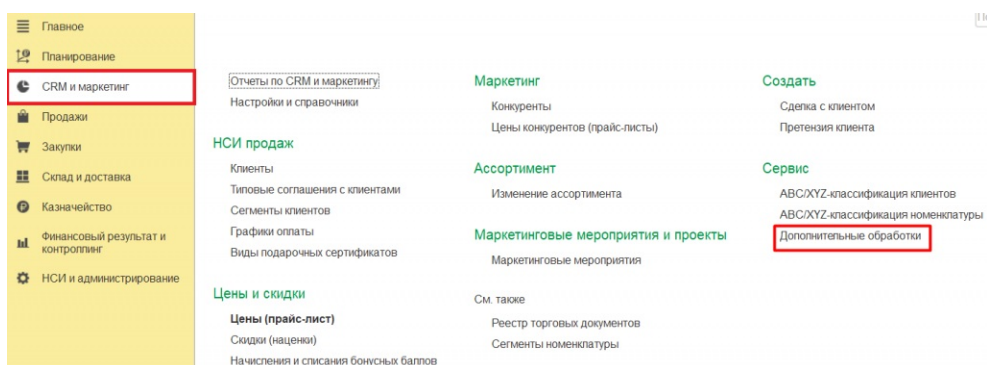 Главное
Планирование
CRM и маркетинг
Продажи
Закупки
Склад и доставка
Казначейство
Финансовый результат и
контроллинг
НСИ и администрирование
Отчеты по CRM и маркетингу
Настройки и справочники
НСИ продаж
Клиенты
Типовые соглашения с клиентами
Сегменты клиентов
Графики оплаты
Виды подарочных сертификатов
Цены и скидки
Цены (прайс-лист)
Скидки (наценки)
Начисления и списания бонусных баллов
Маркетинг
Конкуренты
Цены конкурентов (прайс-листы)
Ассортимент
Изменение ассортимента
Маркетинговые мероприятия и проекты
Маркетинговые мероприятия
См. также
Реестр торговых документов
Сегменты номенклатуры
Создать
Сделка с клиентом
Претензия клиента
Сервис
ABC/XYZ-классификация клиентов
ABC/XYZ-классификация номенклатуры
Дополнительные обработки